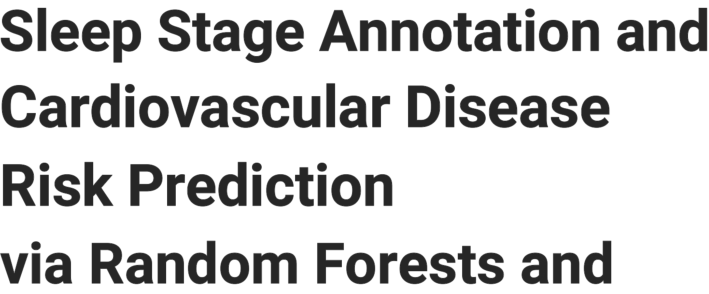 Sleep Stage Annotation and
Cardiovascular Disease
Risk Prediction
via Random Forests and